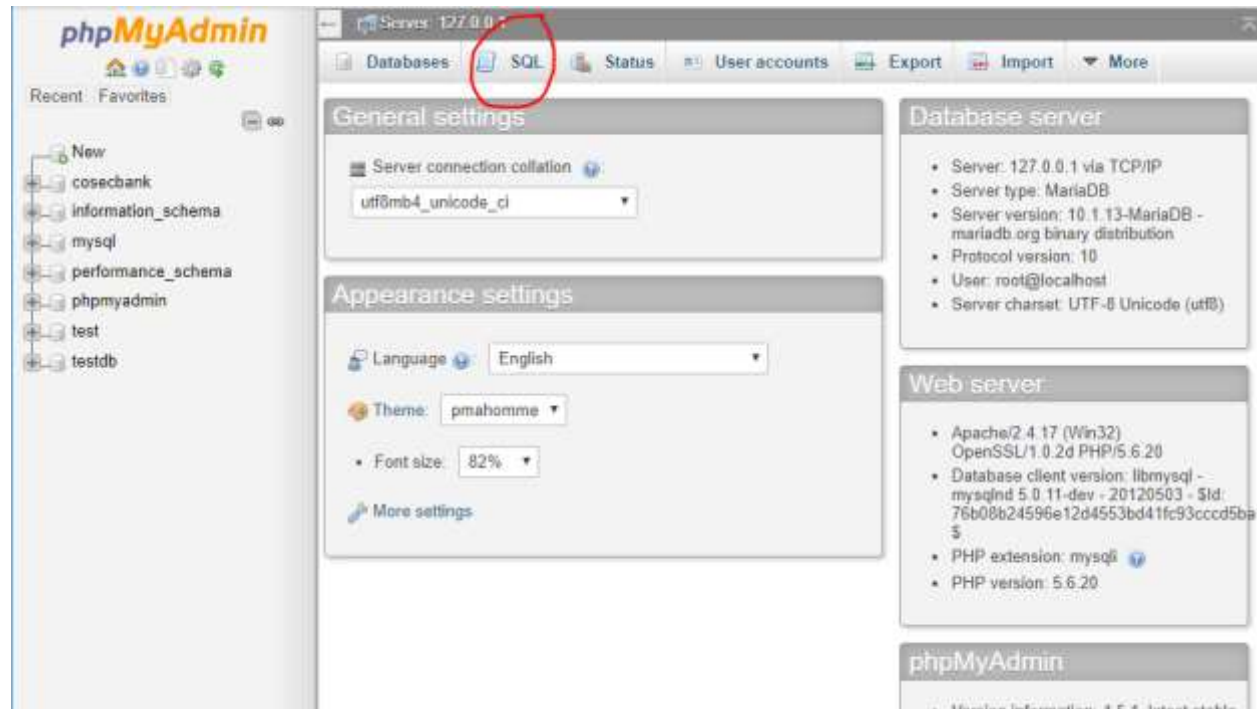 phpMyAdmin
Recent Favorites
New
cosecbank
information_schema
mysql
performance_schema
phpmyadmin
test
testdb
Server: 127.0.0.1
Databases SQL Status User accounts Export Import More
General settings
Server connection collation
utf8mb4_unicode_ci
Appearance settings
Language English
Theme: pmahomme
• Font size: 82%
More settings
Database server
• Server: 127.0.0.1 via TCP/IP
• Server type: MariaDB
• Server version: 10.1.13-MariaDB -
mariadb.org binary distribution
• Protocol version: 10
• User: root@localhost
• Server charset: UTF-8 Unicode (utf8)
Web server
• Apache/2.4.17 (Win32)
OpenSSL/1.0.2d PHP/5.6.20
• Database client version: libmysql -
mysqlnd 5.0.11-dev - 20120503 - $Id:
76b08b24596e12d4553bd41fc93cccd5ba
$
• PHP extension: mysqli
• PHP version: 5.6.20
phpMyAdmin